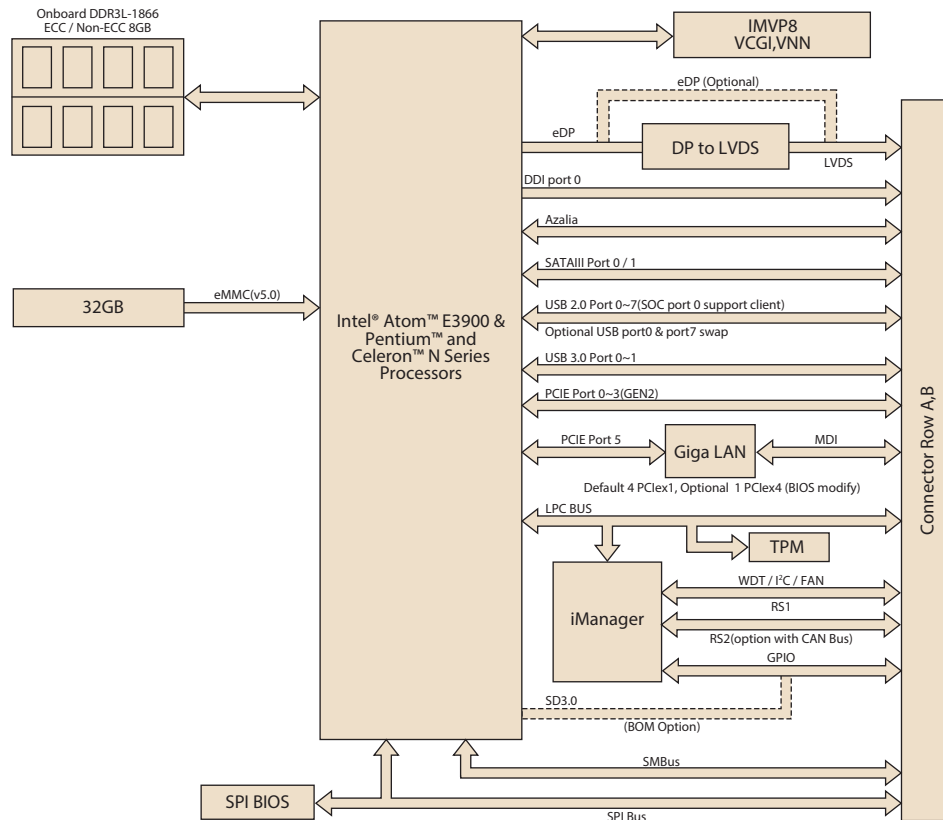 Onboard DDR3L-1866
ECC / Non-ECC 8GB
IMVP8
VCGI,VNN
eDP (Optional)
eDP
DP to LVDS
LVDS
DDI port 0
Azalia
SATAIII Port 0 / 1
32GB
eMMC(v5.0)
USB 2.0 Port 0~7(SOC port 0 support client)
Optional USB port0 & port7 swap
Intel® Atom™ E3900 &
Pentium™ and
Celeron™ N Series
Processors
USB 3.0 Port 0~1
PCIE Port 0~3(GEN2)
PCIE Port 5
Giga LAN
MDI
Default 4 PCIex1, Optional 1 PCIex4 (BIOS modify)
LPC BUS
TPM
iManager
WDT / I²C / FAN
RS1
RS2(option with CAN Bus)
GPIO
SD3.0
(BOM Option)
SMBus
SPI BIOS
SPI Bus
Connector Row A,B